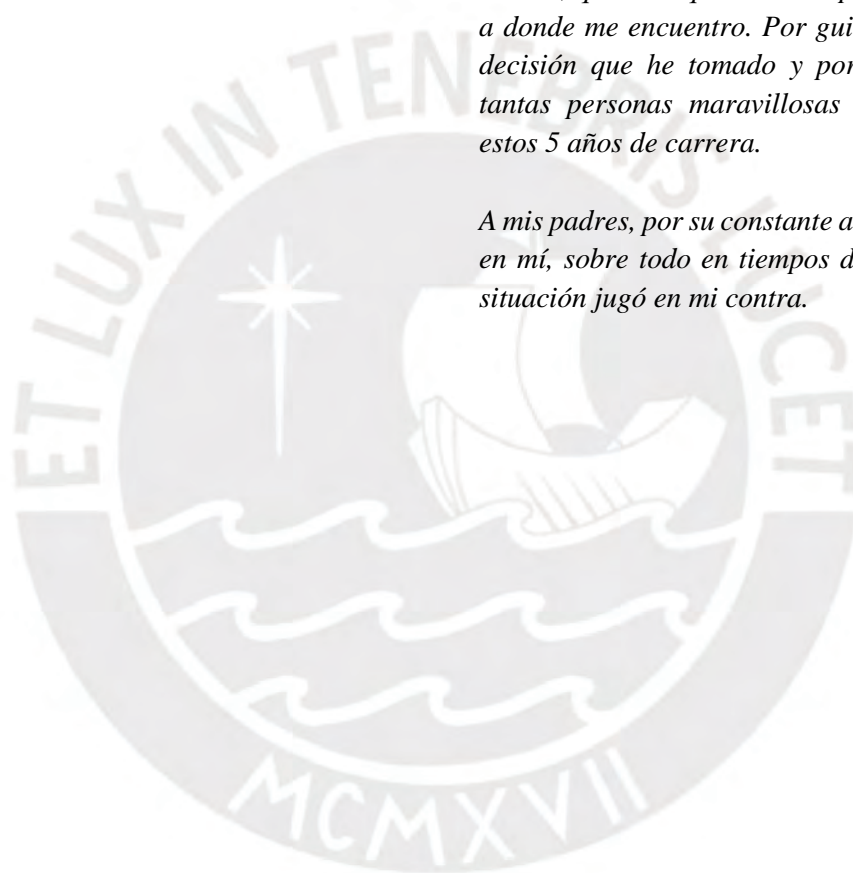 a donde me encuentro. Por gui
decisión que he tomado y por
tantas personas maravillosas
estos 5 años de carrera.
A mis padres, por su constante a
en mí, sobre todo en tiempos d
situación jugó en mi contra.
ET LUX IN TENEBRIS LUCET
MCMXVII